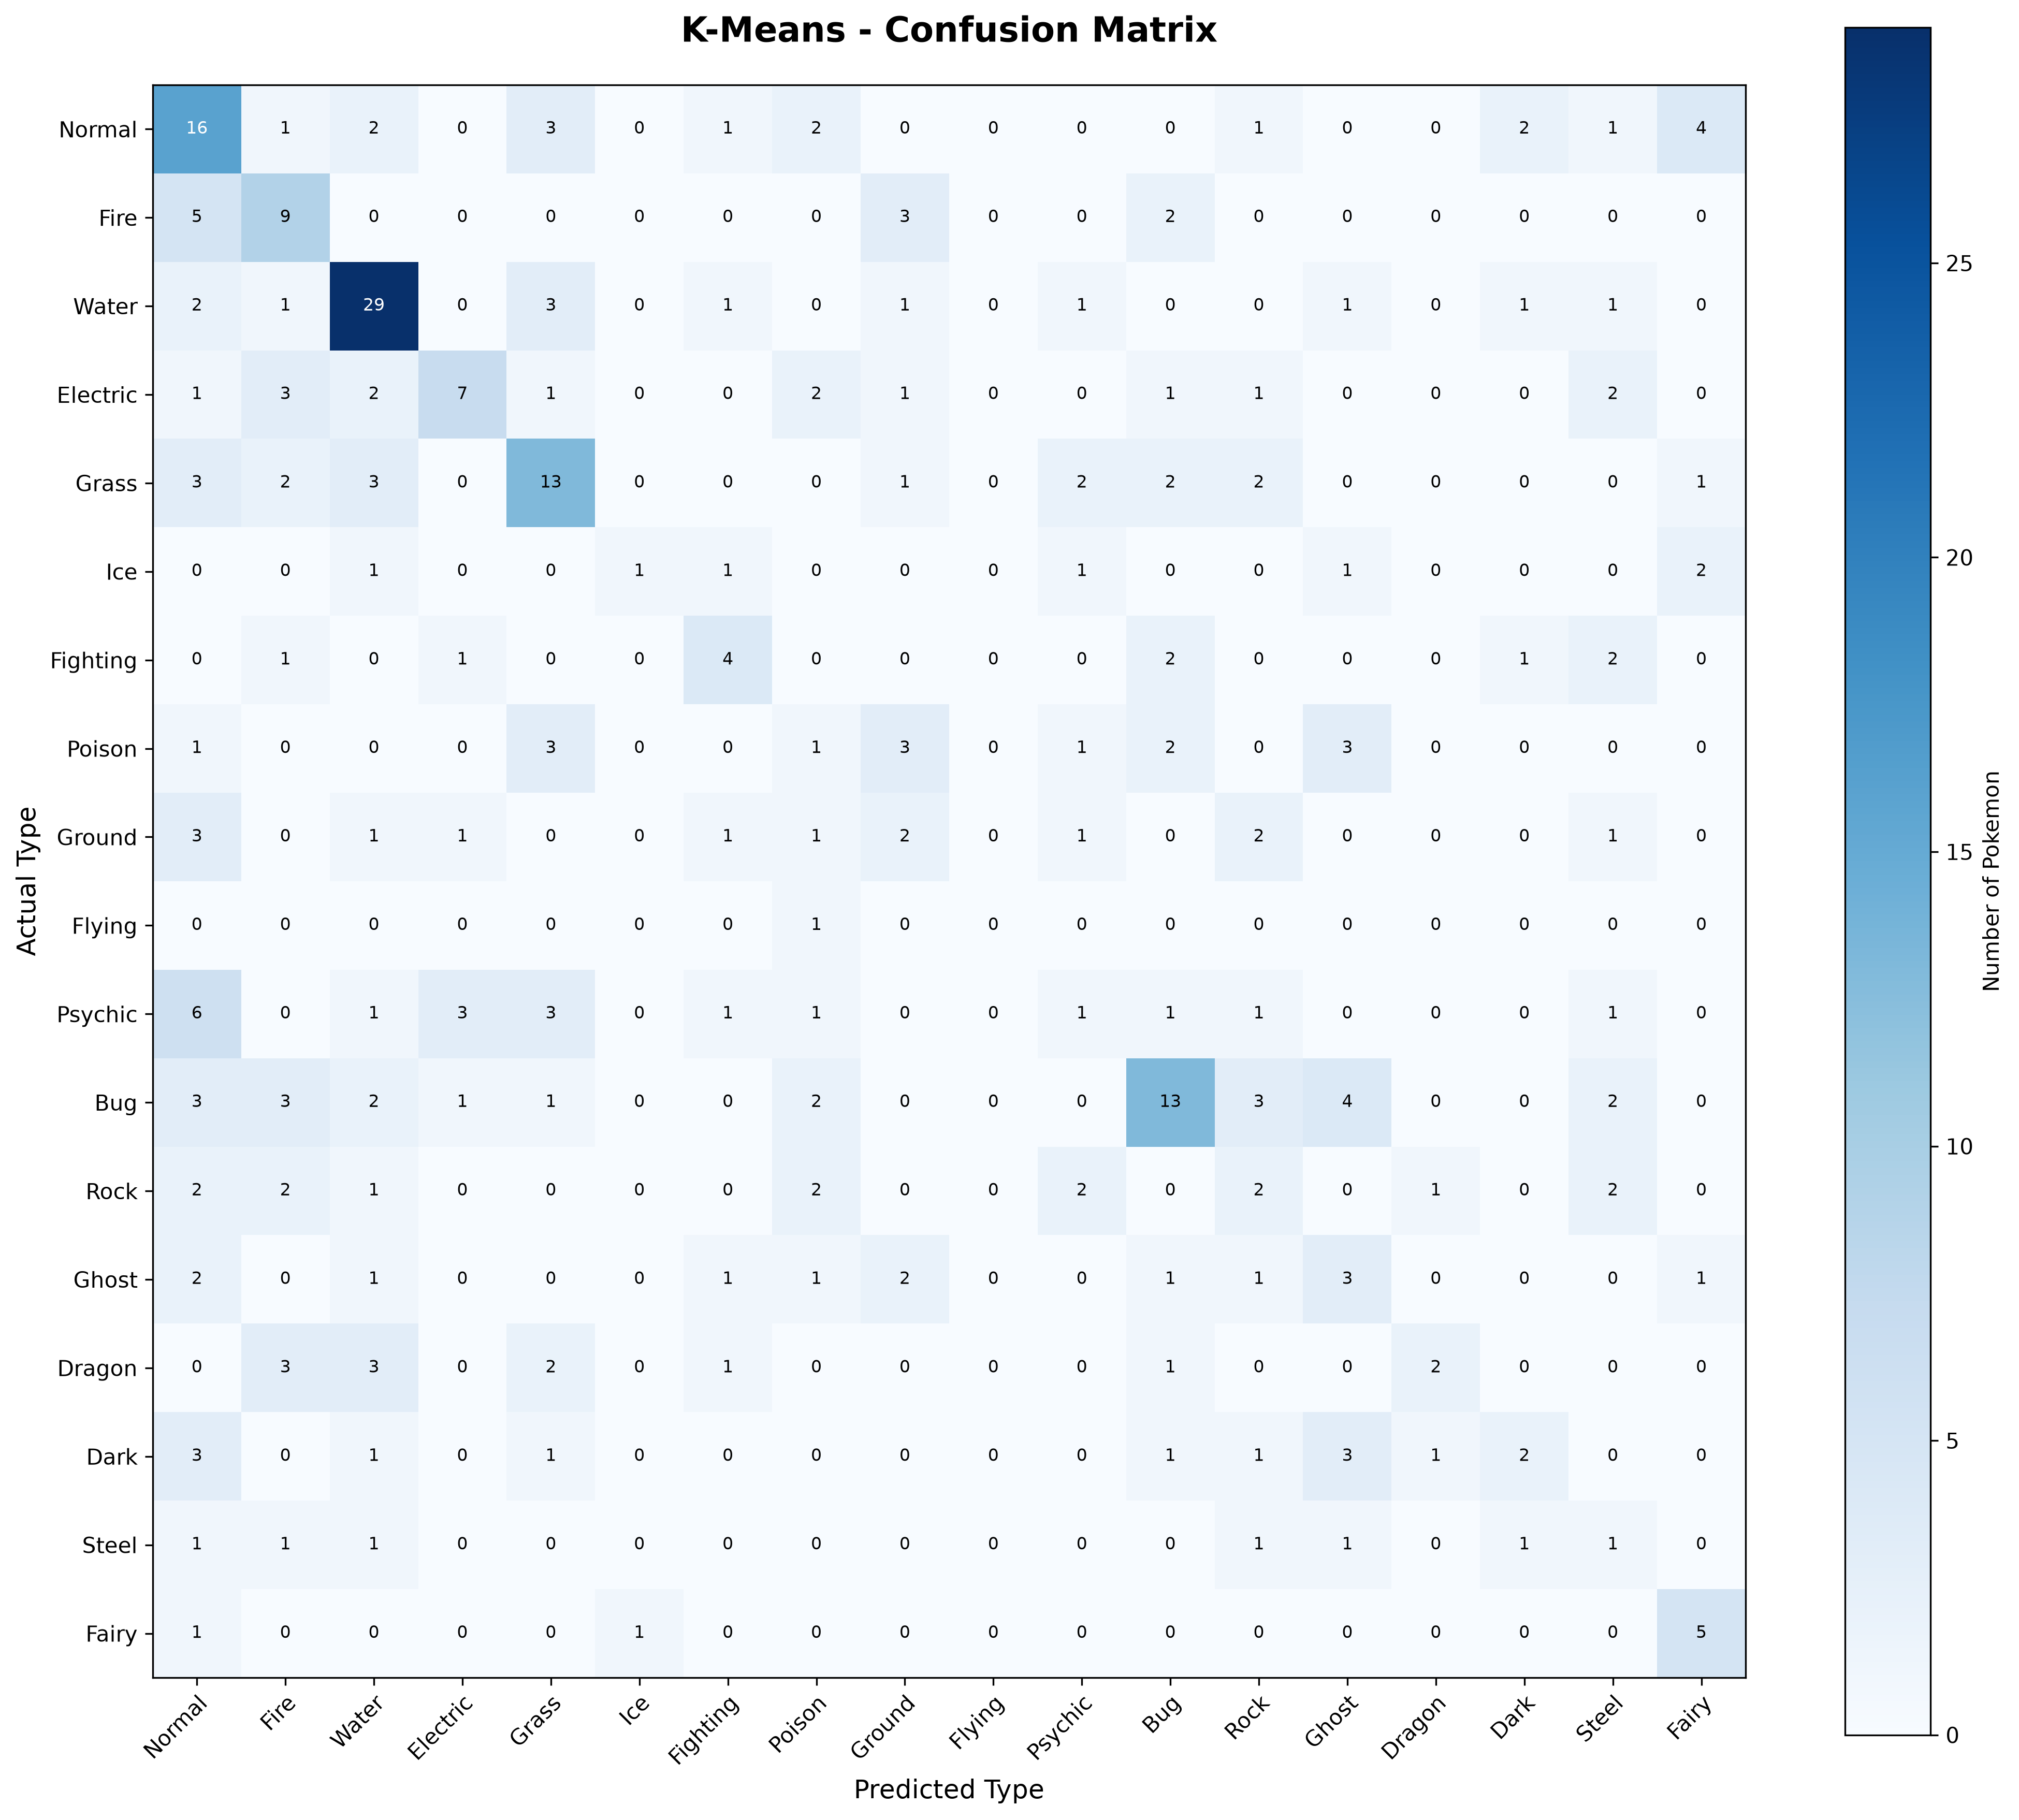 K-Means - Confusion Matrix
Normal 16 1 2 0 3 0 1 2 0 0 0 0 1 0 0 2 1 4
Fire 5 9 0 0 0 0 0 0 3 0 0 2 0 0 0 0 0 0
Water 2 1 29 0 3 0 1 0 1 0 1 0 0 1 0 1 1 0
Electric 1 3 2 7 1 0 0 2 1 0 0 1 1 0 0 0 2 0
Grass 3 2 3 0 13 0 0 0 1 0 2 2 2 0 0 0 0 1
Ice 0 0 1 0 0 1 1 0 0 0 1 0 0 1 0 0 0 2
Fighting 0 1 0 1 0 0 4 0 0 0 0 2 0 0 0 1 2 0
Poison 1 0 0 0 3 0 0 1 3 0 1 2 0 3 0 0 0 0
Ground 3 0 1 1 0 0 1 1 2 0 1 0 2 0 0 0 1 0
Flying 0 0 0 0 0 0 0 1 0 0 0 0 0 0 0 0 0 0
Psychic 6 0 1 3 3 0 1 1 0 0 1 1 1 0 0 0 1 0
Bug 3 3 2 1 1 0 0 2 0 0 0 13 3 4 0 0 2 0
Rock 2 2 1 0 0 0 0 2 0 0 2 0 2 0 1 0 2 0
Ghost 2 0 1 0 0 0 1 1 2 0 0 1 1 3 0 0 0 1
Dragon 0 3 3 0 2 0 1 0 0 0 0 1 0 0 2 0 0 0
Dark 3 0 1 0 1 0 0 0 0 0 0 1 1 3 1 2 0 0
Steel 1 1 1 0 0 0 0 0 0 0 0 0 1 1 0 1 1 0
Fairy 1 0 0 0 0 1 0 0 0 0 0 0 0 0 0 0 0 5
Normal Fire Water Electric Grass Ice Fighting Poison Ground Flying Psychic Bug Rock Ghost Dragon Dark Steel Fairy
Predicted Type
Actual Type
25
20
15
10
5
0
Number of Pokemon